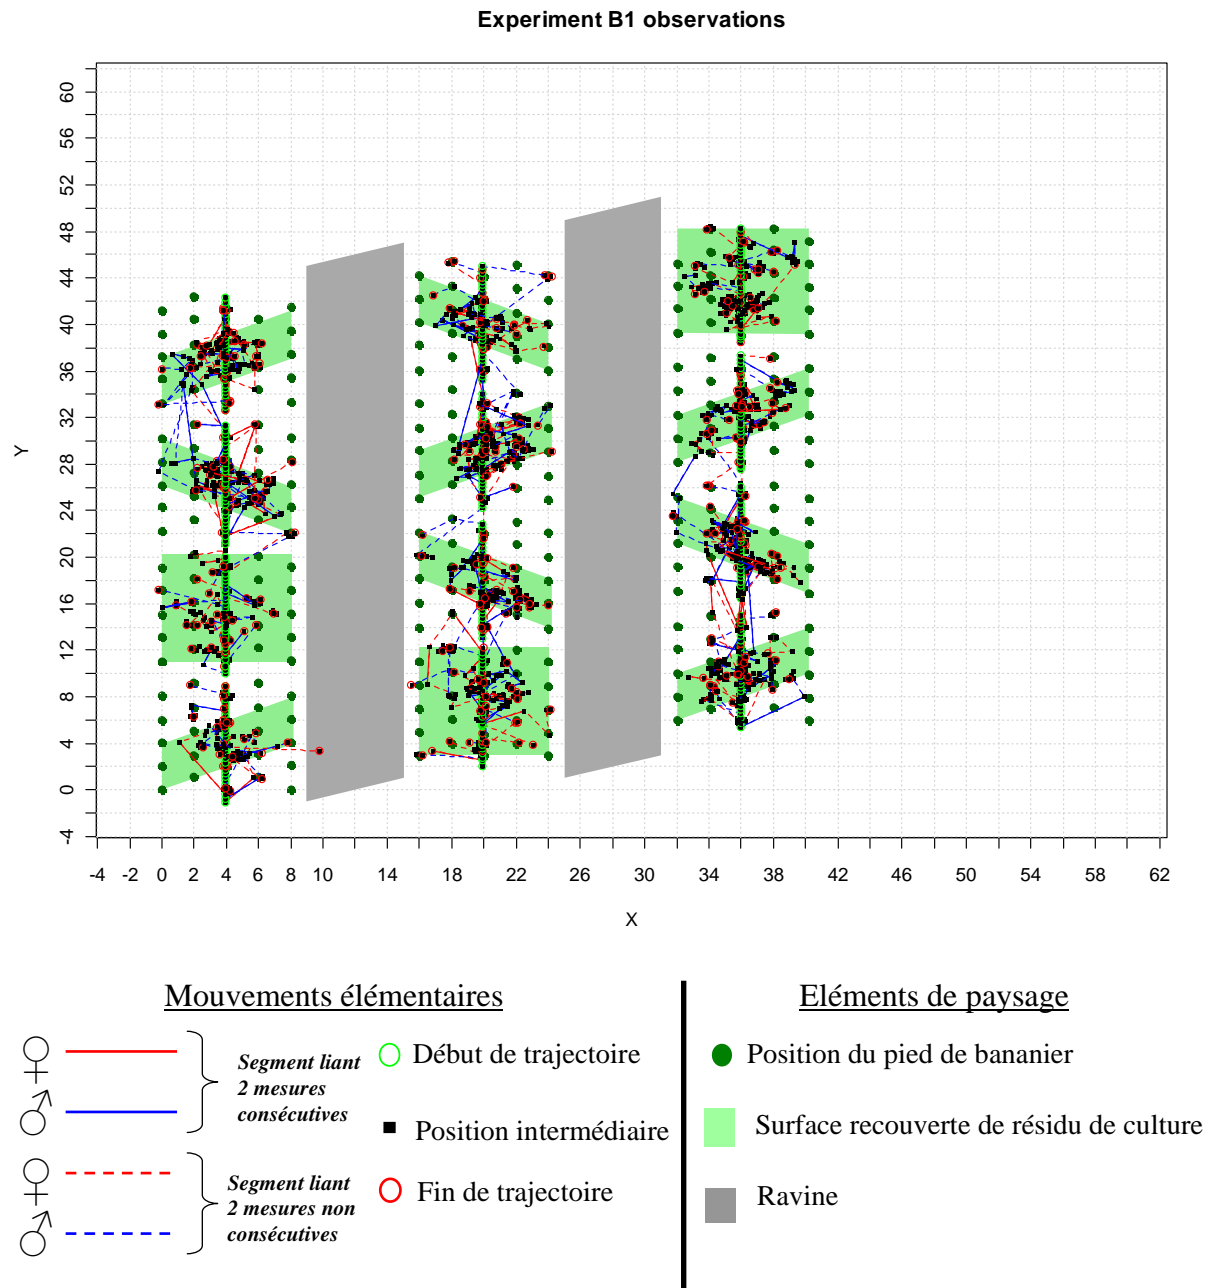 Experiment B1 observations
60
56
52
48
44
40
36
32
28
24
20
16
12
8
4
0
-4
Y
-4 -2 0 2 4 6 8 10 14 18 22 26 30 34 38 42 46 50 54 58 62
X
Mouvements élémentaires
Segment liant
2 mesures
consécutives
Segment liant
2 mesures non
consécutives
Début de trajectoire
Position intermédiaire
Fin de trajectoire
Eléments de paysage
Position du pied de bananier
Surface recouverte de résidu de culture
Ravine